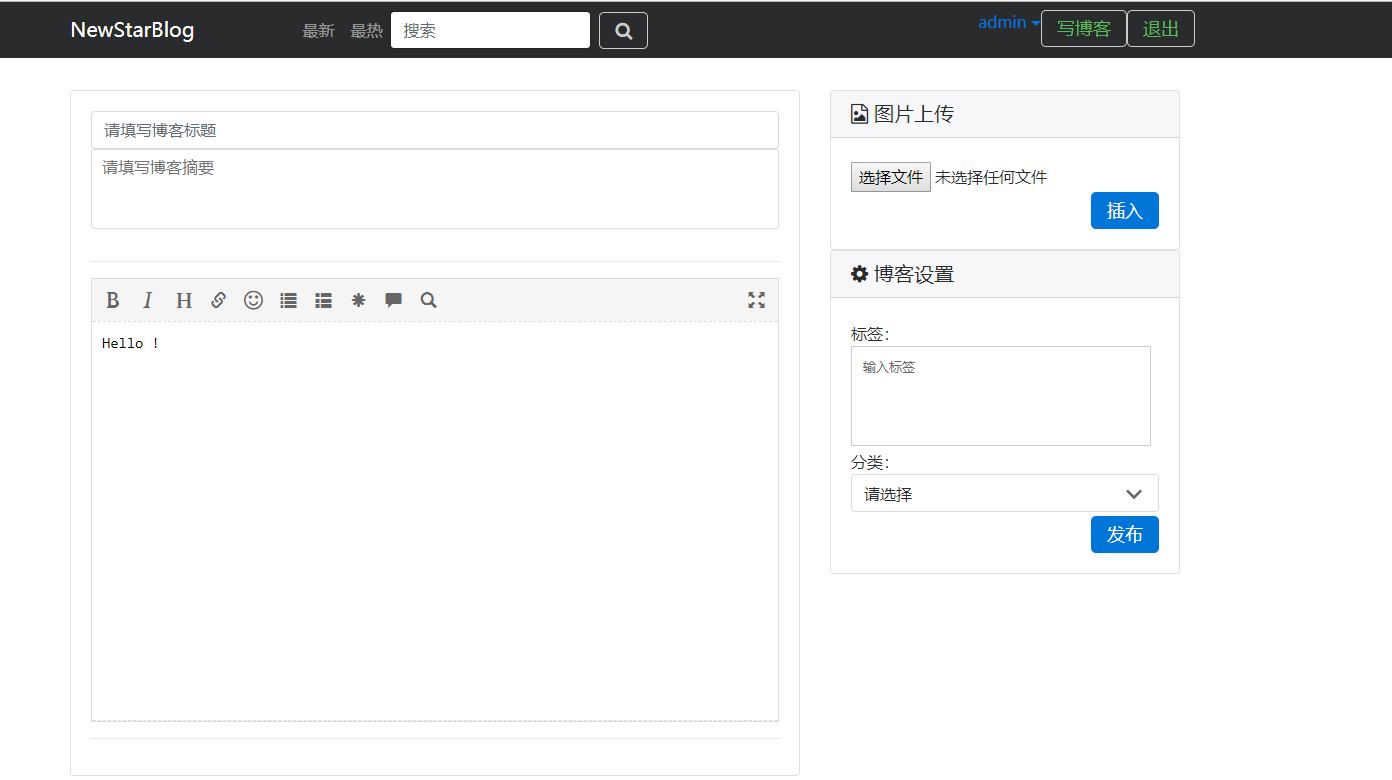 NewStarBlog 最新 最热 搜索 admin 写博客 退出
请填写博客标题
请填写博客摘要
B I H
Hello !
图片上传
选择文件 未选择任何文件
插入
博客设置
标签：
输入标签
分类：
请选择
发布